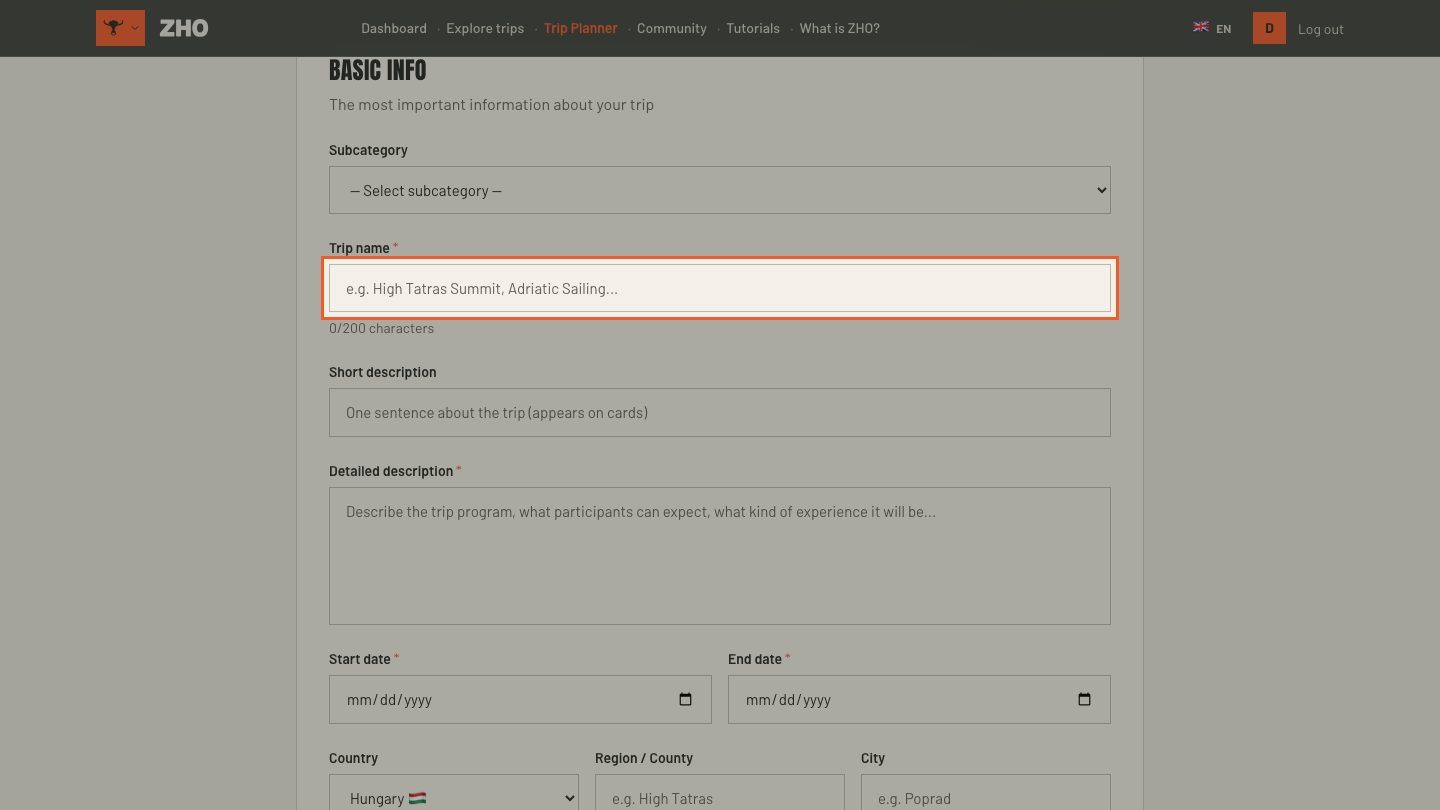 ZHO
Dashboard · Explore trips · Trip Planner · Community · Tutorials · What is ZHO?
EN
D
Log out
BASIC INFO
The most important information about your trip
Subcategory
— Select subcategory —
Trip name *
e.g. High Tatras Summit, Adriatic Sailing...
0/200 characters
Short description
One sentence about the trip (appears on cards)
Detailed description *
Describe the trip program, what participants can expect, what kind of experience it will be...
Start date * End date *
mm/dd/yyyy mm/dd/yyyy
Country Region / County City
Hungary e.g. High Tatras e.g. Poprad